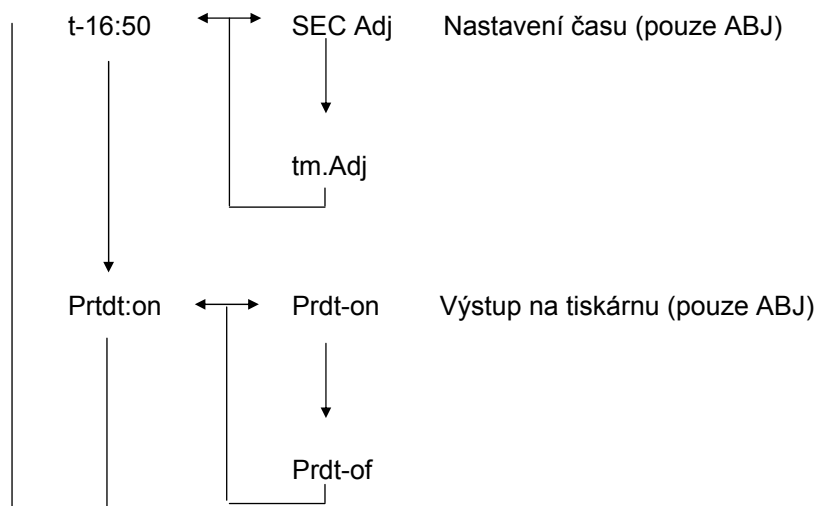 t-16:50 SEC Adj Nastavení času (pouze ABJ)
tm.Adj
Prtdt:on Prdt-on Výstup na tiskárnu (pouze ABJ)
Prdt-of